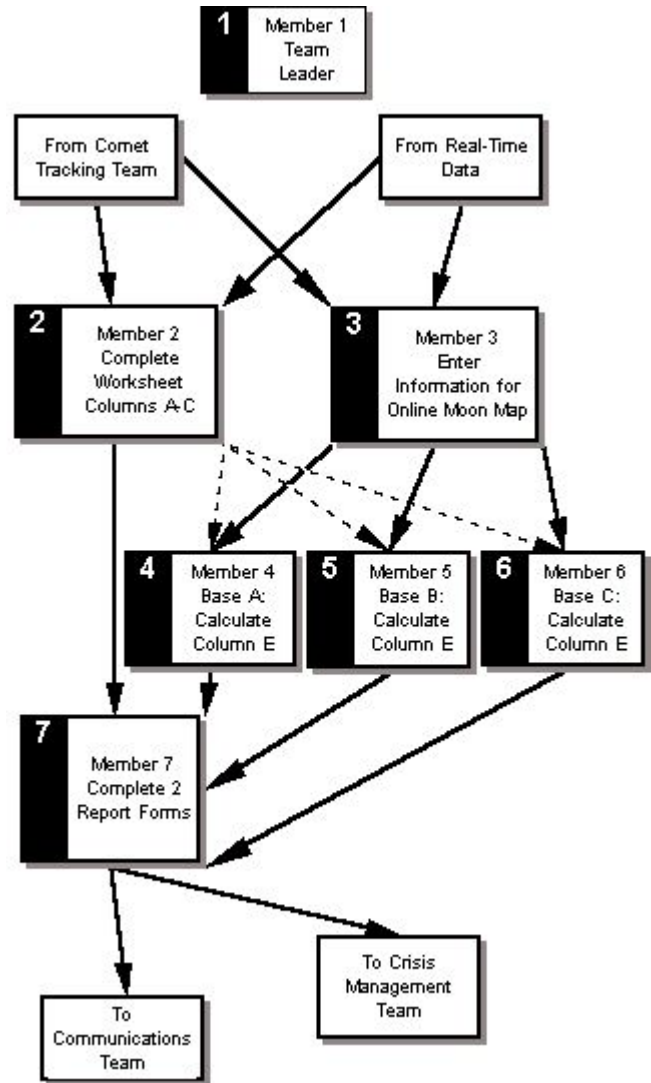 1
Member 1
Team
Leader
From Comet
Tracking Team
From Real-Time
Data
2
Member 2
Complete
Worksheet
Columns A-C
3
Member 3
Enter
Information for
Online Moon Map
4
Member 4
Base A:
Calculate
Column E
5
Member 5
Base B:
Calculate
Column E
6
Member 6
Base C:
Calculate
Column E
7
Member 7
Complete 2
Report Forms
To Crisis
Management
Team
To
Communications
Team